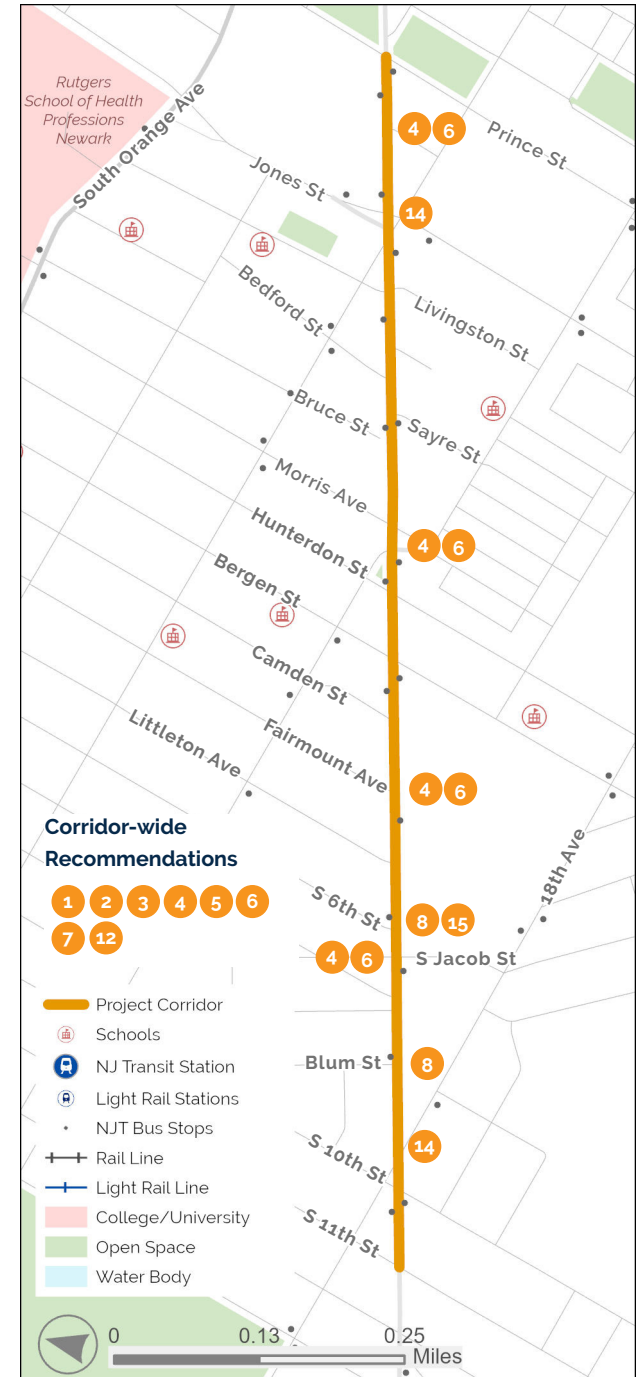 Rutgers
School of Health
Professions
Newark
South Orange Ave
4 6
Prince St
Jones St
14
Bedford St
Livingston St
Bruce St
Sayre St
Morris Ave
4 6
Hunterdon St
Bergen St
Camden St
Littleton Ave
Fairmount Ave
4 6
18th Ave
Corridor-wide
Recommendations
1 2 3 4 5 6
7 12
S 6th St
8 15
4 6
S Jacob St
Blum St
8
14
S 10th St
S 11th St
Project Corridor
Schools
NJ Transit Station
Light Rail Stations
NJT Bus Stops
Rail Line
Light Rail Line
College/University
Open Space
Water Body
0 0.13 0.25
Miles